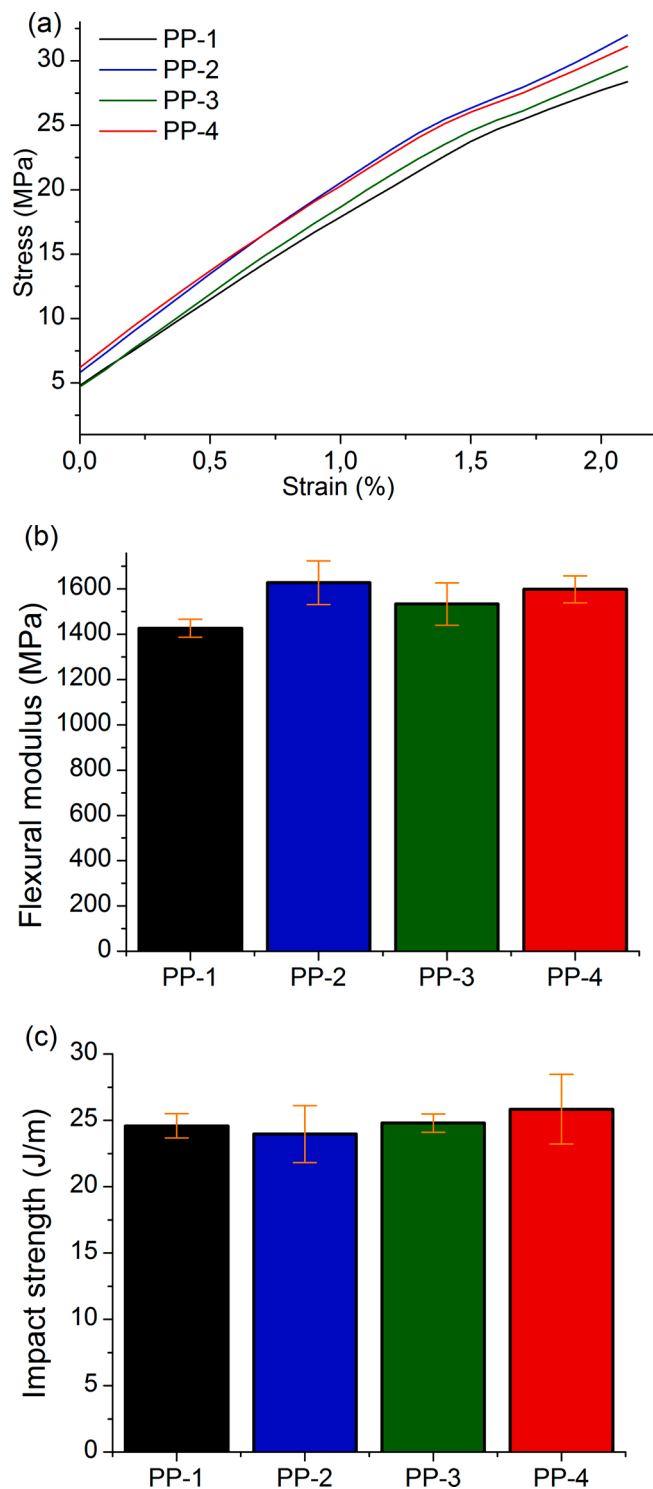 (a)
PP-1
PP-2
PP-3
PP-4
Stress (MPa)
30
25
20
15
10
5
0,0 0,5 1,0 1,5 2,0
Strain (%)
(b)
Flexural modulus (MPa)
1600
1400
1200
1000
800
600
400
200
0
PP-1 PP-2 PP-3 PP-4
(c)
Impact strength (J/m)
30
25
20
15
10
5
0
PP-1 PP-2 PP-3 PP-4